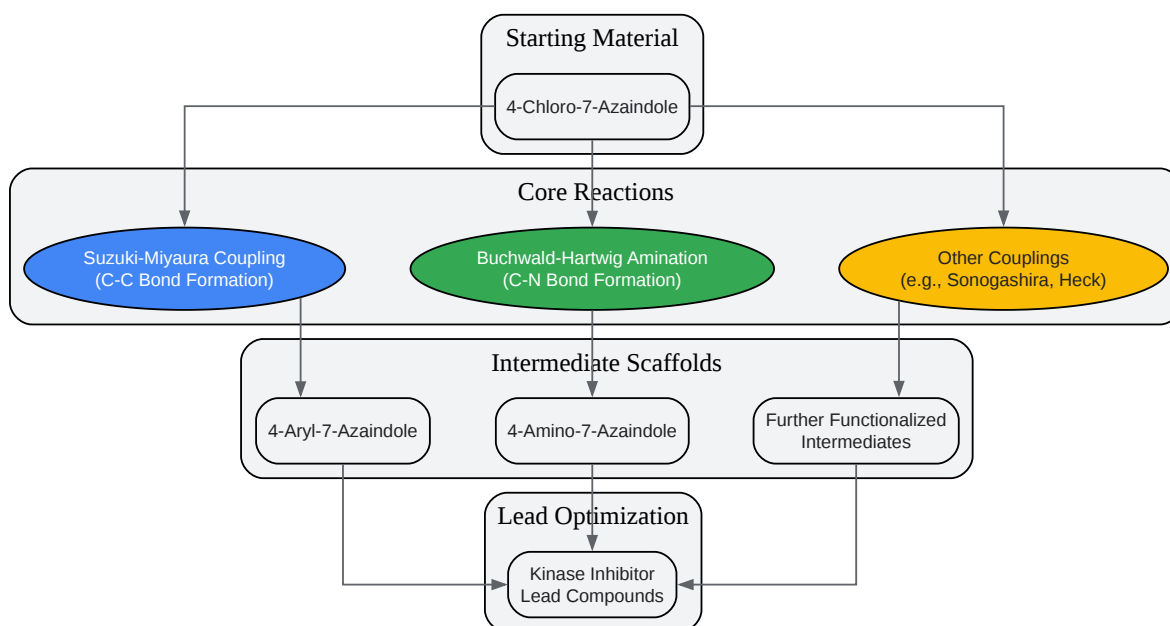 Starting Material
4-Chloro-7-Azaindole
Core Reactions
Suzuki-Miyaura Coupling
(C-C Bond Formation)
Buchwald-Hartwig Amination
(C-N Bond Formation)
Other Couplings
(e.g., Sonogashira, Heck)
Intermediate Scaffolds
4-Aryl-7-Azaindole
4-Amino-7-Azaindole
Further Functionalized
Intermediates
Lead Optimization
Kinase Inhibitor
Lead Compounds